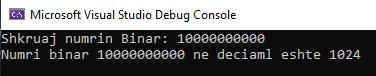 Microsoft Visual Studio Debug Console
Shkruaj numrin Binar: 10000000000
Numri binar 10000000000 ne deciaml eshte 1024